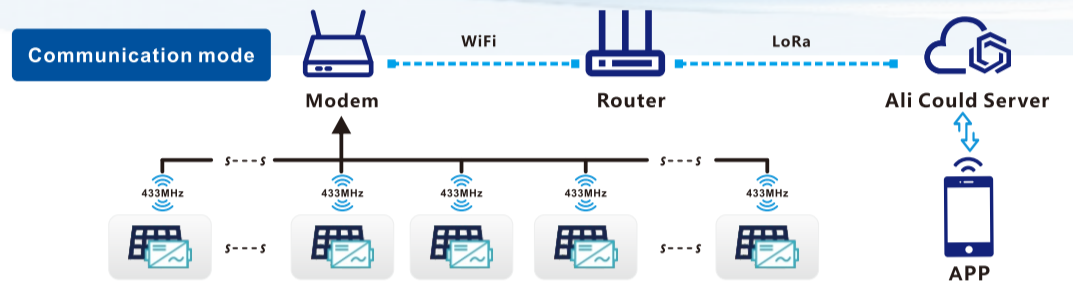 Communication mode
WiFi
LoRa
Modem
Router
Ali Could Server
s---s
s---s
433MHz
433MHz
433MHz
433MHz
433MHz
s---s
s---s
APP